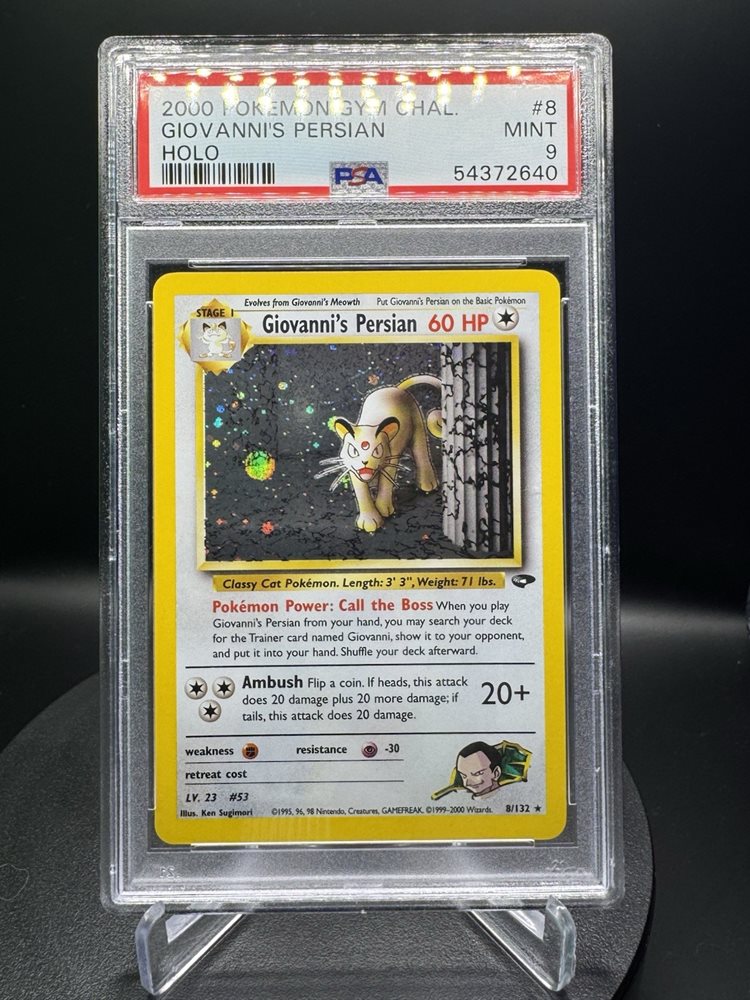 2000 POKEMON GYM CHAL. #8
GIOVANNI'S PERSIAN MINT
HOLO 9
PSA 54372640
Evolves from Giovanni's Meowth Put Giovanni's Persian on the Basic Pokémon
STAGE 1
Giovanni's Persian 60 HP
Classy Cat Pokémon. Length: 3' 3", Weight: 71 lbs.
Pokémon Power: Call the Boss When you play
Giovanni's Persian from your hand, you may search your deck
for the Trainer card named Giovanni, show it to your opponent,
and put it into your hand. Shuffle your deck afterward.
Ambush Flip a coin. If heads, this attack
does 20 damage plus 20 more damage; if
tails, this attack does 20 damage.
20+
weakness resistance -30
retreat cost
LV. 23 #53
Illus. Ken Sugimori ©1995, 96, 98 Nintendo, Creatures, GAMEFREAK. ©1999-2000 Wizards. 8/132 ★